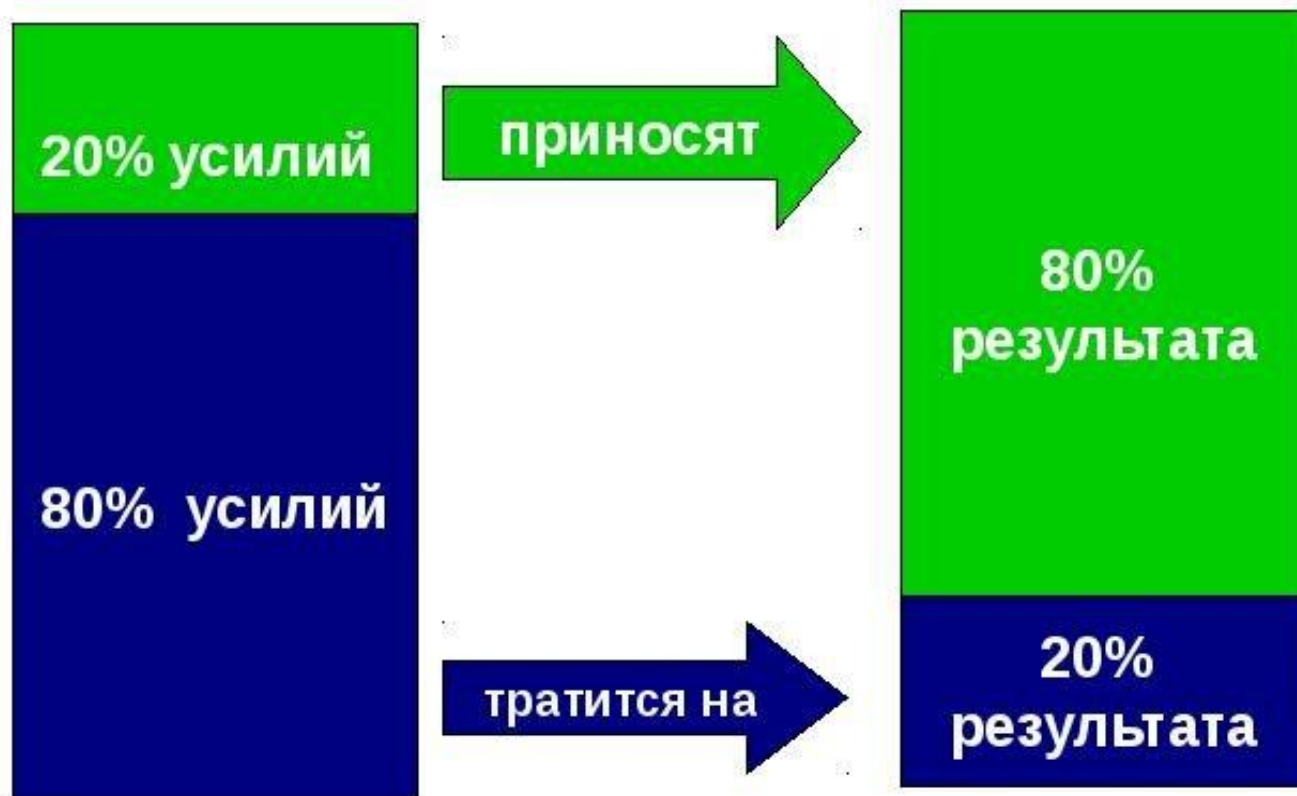 20% усилий
приносят
80%
результата
80% усилий
тратится на
20%
результата